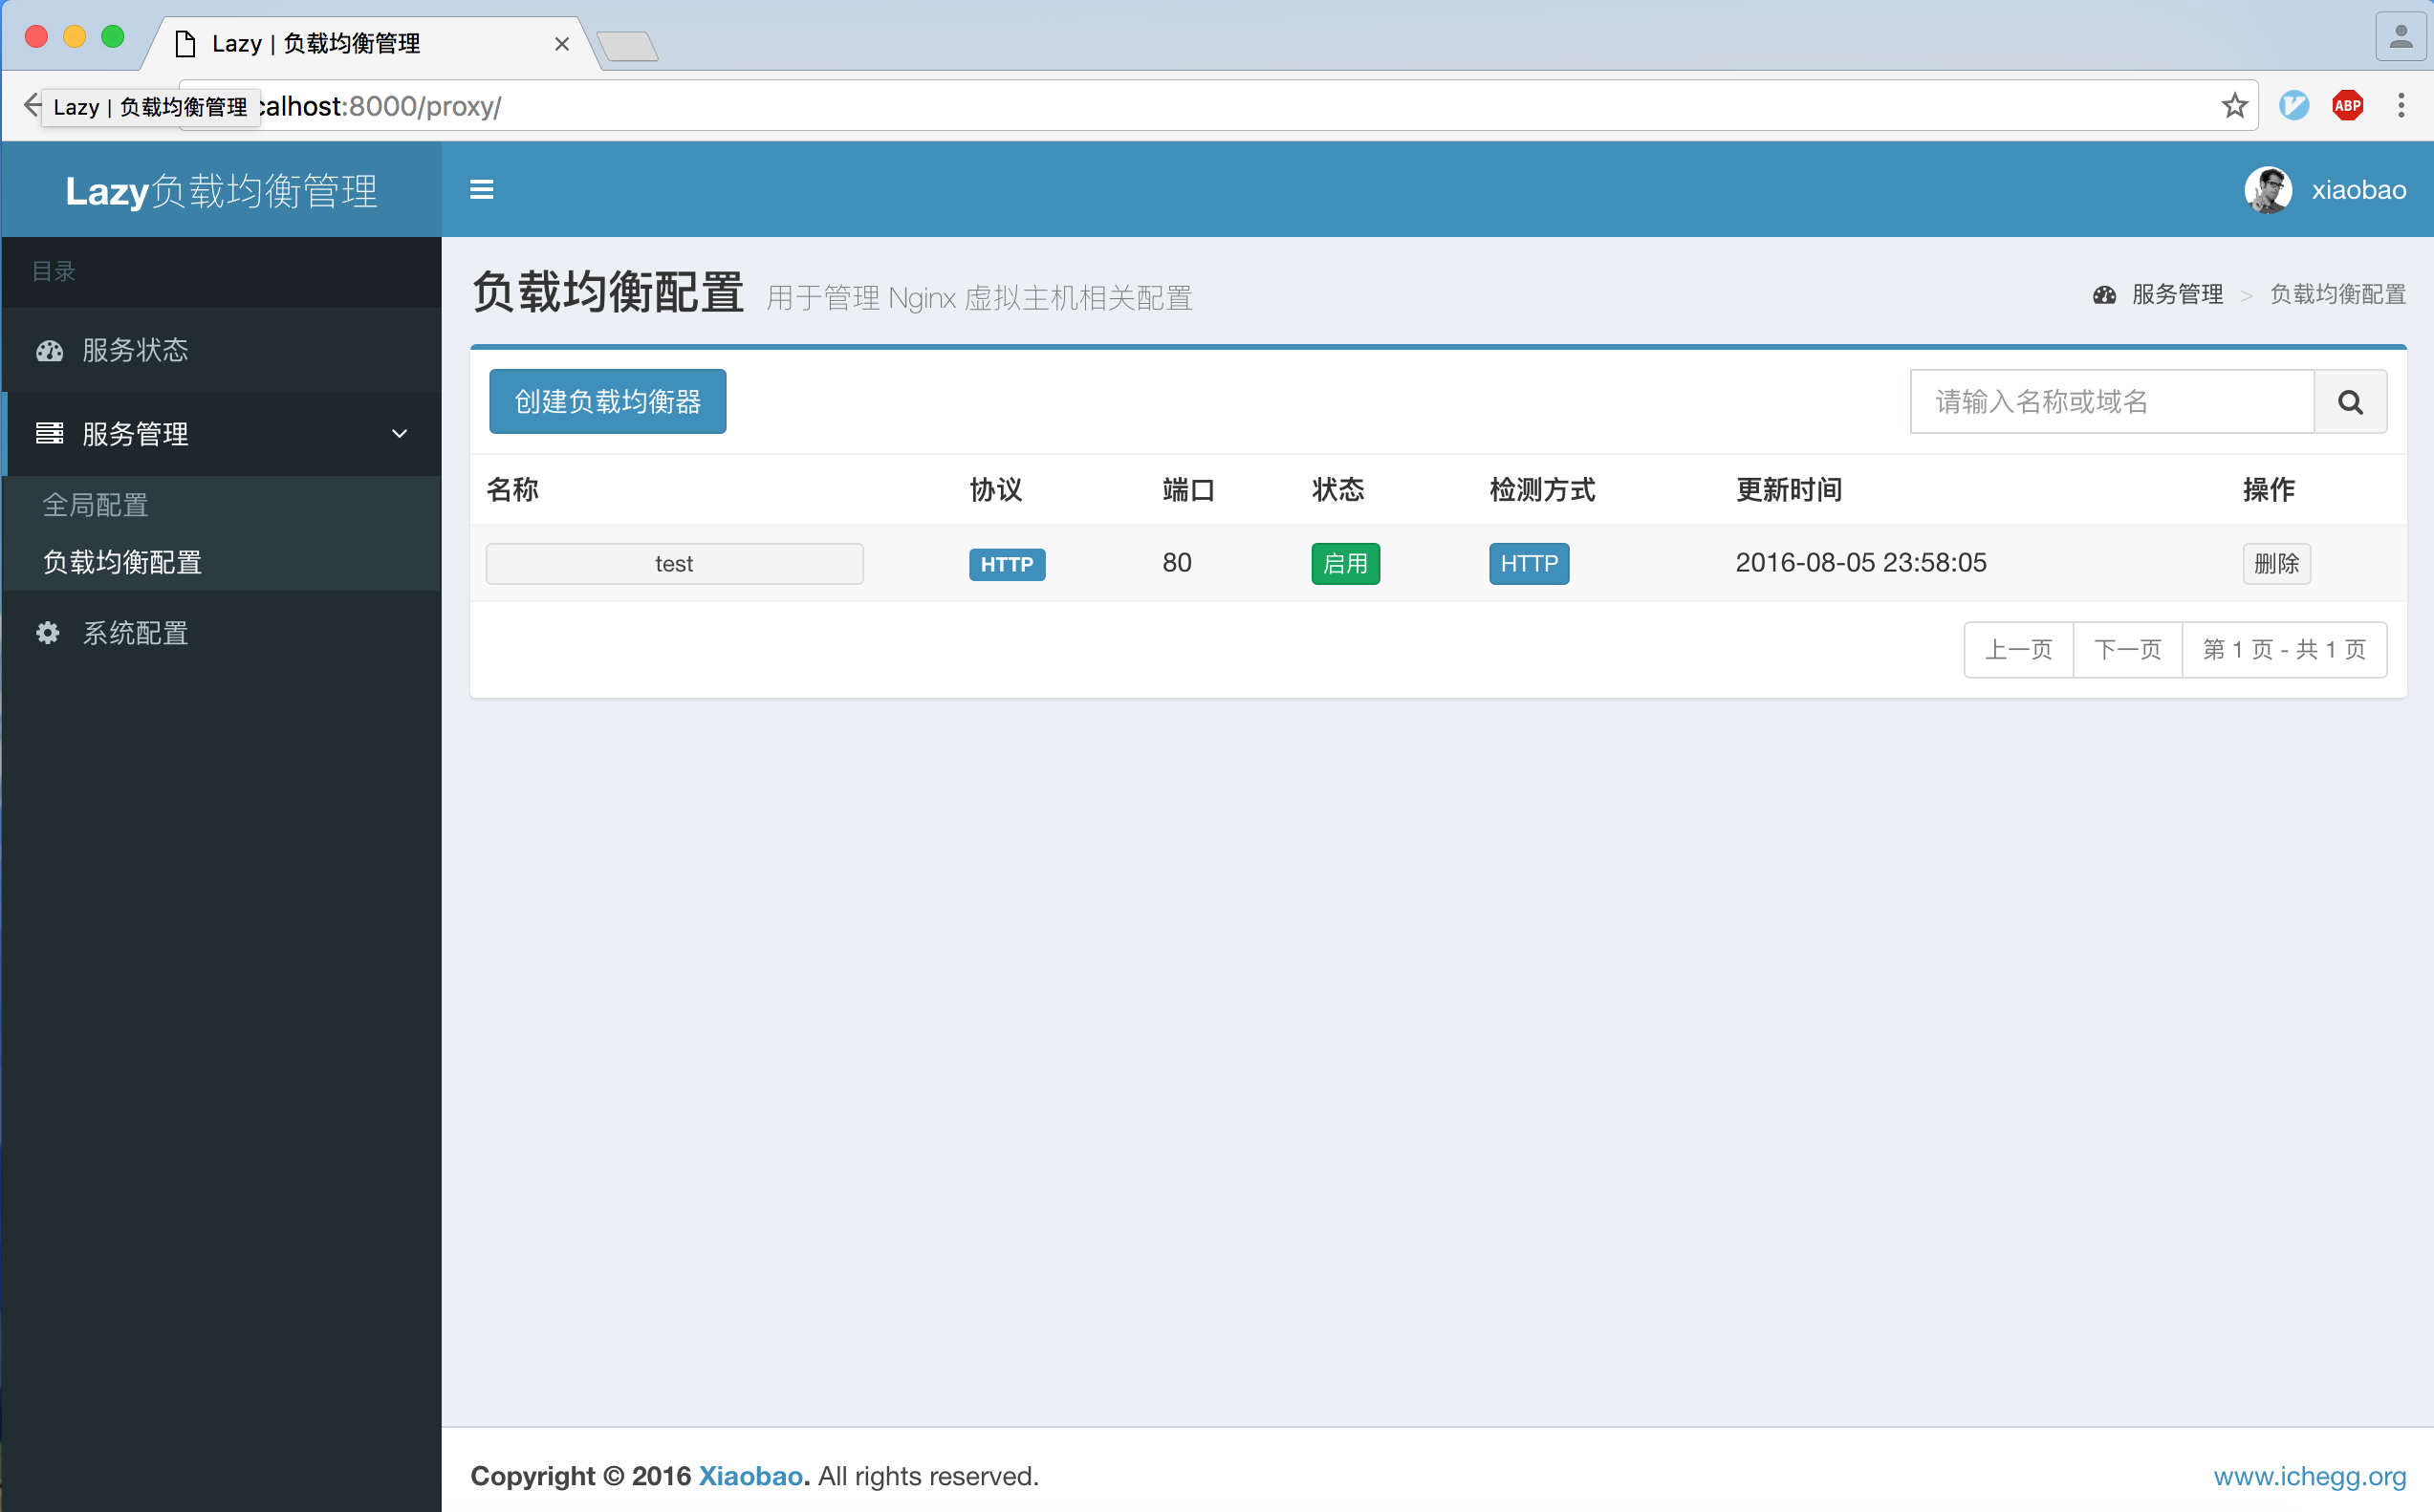 Lazy | 负载均衡管理
Lazy | 负载均衡管理
calhost:8000/proxy/
ABP
Lazy负载均衡管理
xiaobao
目录
服务状态
服务管理
全局配置
负载均衡配置
系统配置
负载均衡配置 用于管理 Nginx 虚拟主机相关配置
服务管理 > 负载均衡配置
创建负载均衡器
请输入名称或域名
名称 协议 端口 状态 检测方式 更新时间 操作
test HTTP 80 启用 HTTP 2016-08-05 23:58:05 删除
上一页 下一页 第 1 页 - 共 1 页
Copyright © 2016 Xiaobao. All rights reserved.
www.ichegg.org